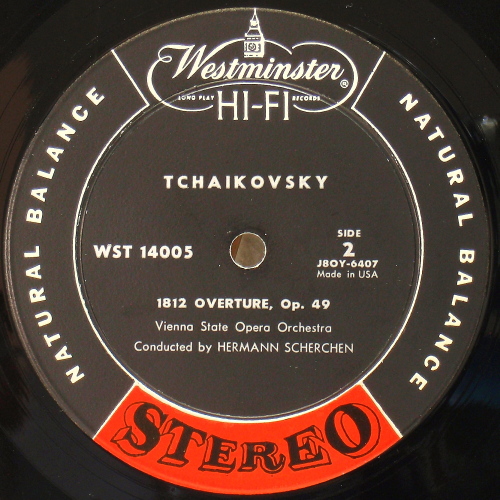 Westminster
®
LONG PLAY RECORDS
HI-FI
NATURAL BALANCE
NATURAL BALANCE
TCHAIKOVSKY
WST 14005
SIDE
2
J8OY-6407
Made in USA
1812 OVERTURE, Op. 49
Vienna State Opera Orchestra
Conducted by HERMANN SCHERCHEN
STEREO